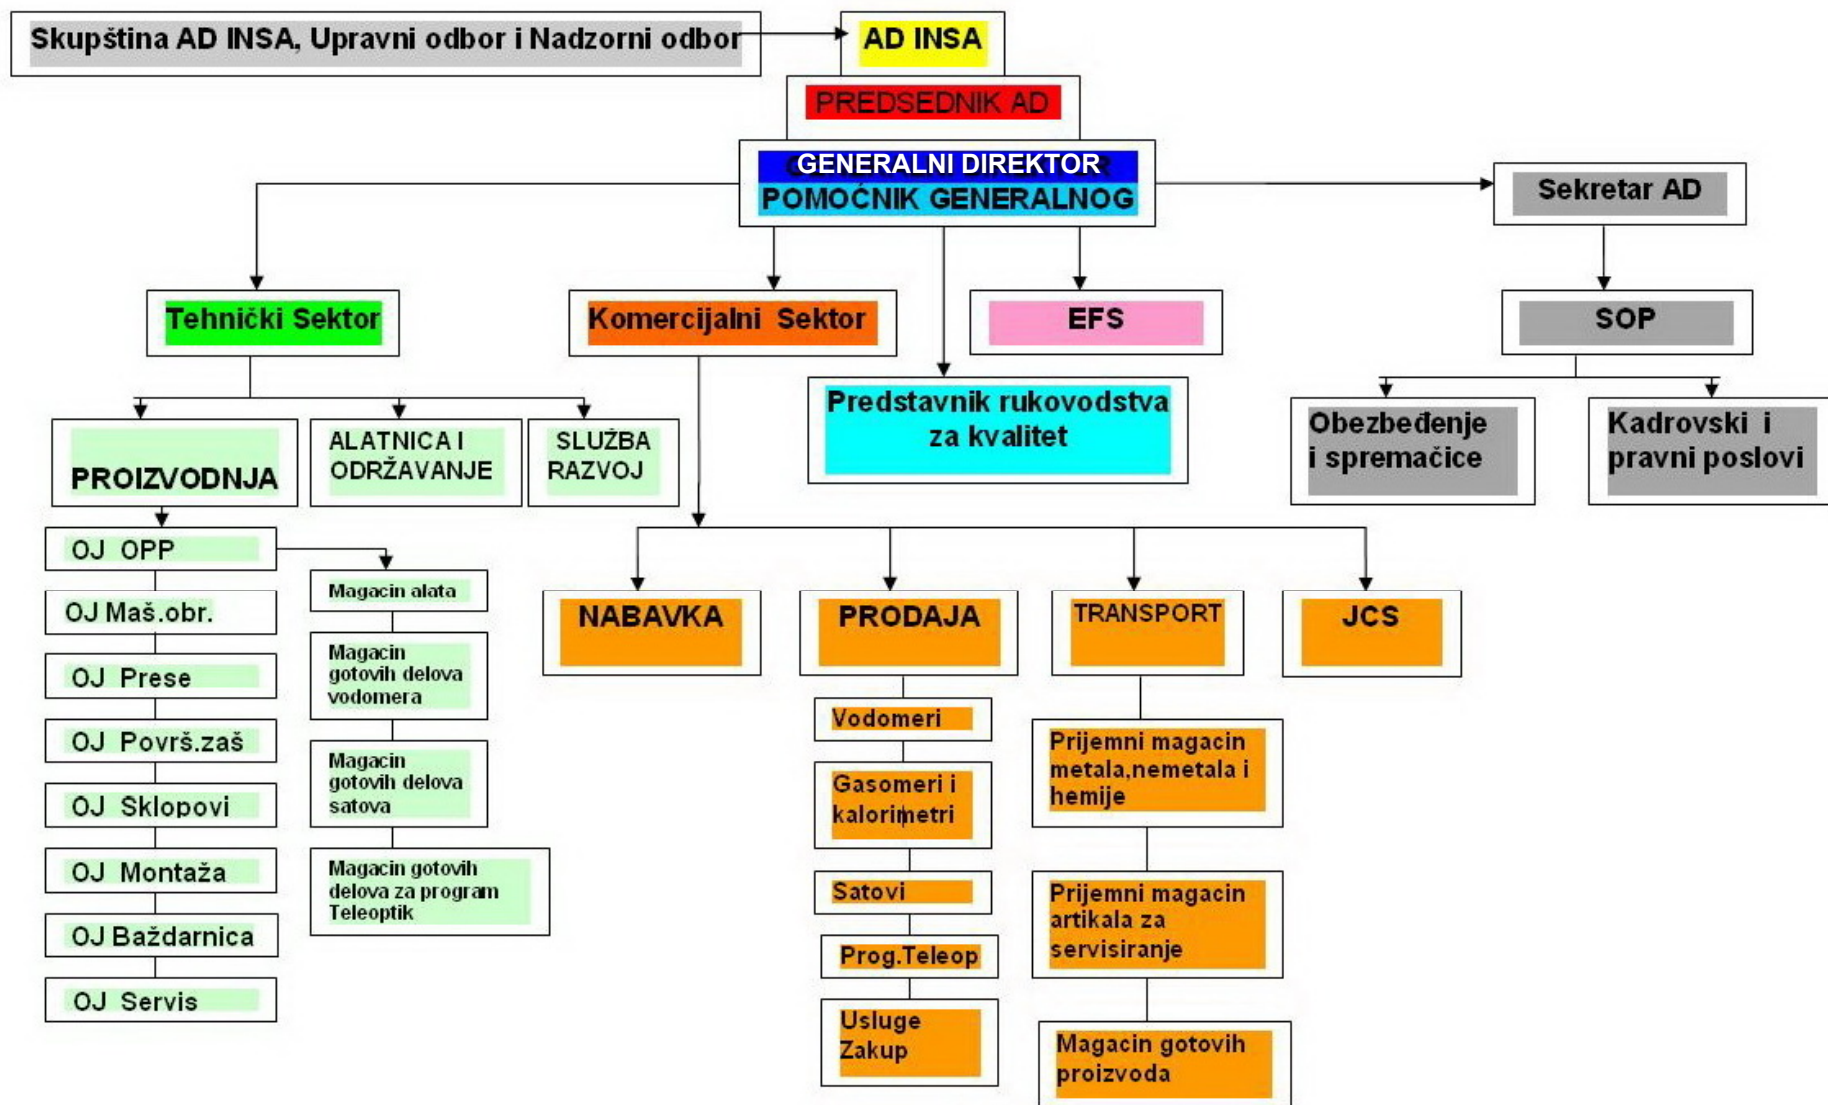 Skupština AD INSA, Upravni odbor i Nadzorni odbor
AD INSA
PREDSEDNIK AD
GENERALNI DIREKTOR
POMOĆNIK GENERALNOG
Sekretar AD
Tehnički Sektor
Komercijalni Sektor
EFS
SOP
Predstavnik rukovodstva
za kvalitet
Obezbeđenje
i spremačice
Kadrovski i
pravni poslovi
PROIZVODNJA
ALATNICA I
ODRŽAVANJE
SLUŽBA
RAZVOJ
OJ OPP
OJ Maš.obr.
OJ Prese
OJ Površ.zaš
OJ Sklopovi
OJ Montaža
OJ Baždarnica
OJ Servis
Magacin alata
Magacin
gotovih delova
vodomera
Magacin
gotovih delova
satova
Magacin gotovih
delova za program
Teleoptik
NABAVKA
PRODAJA
TRANSPORT
JCS
Vodomeri
Gasomeri i
kalorimetri
Satovi
Prog.Teleop
Usluge
Zakup
Prijemni magacin
metala,nemetala i
hemije
Prijemni magacin
artikala za
servisiranje
Magacin gotovih
proizvoda